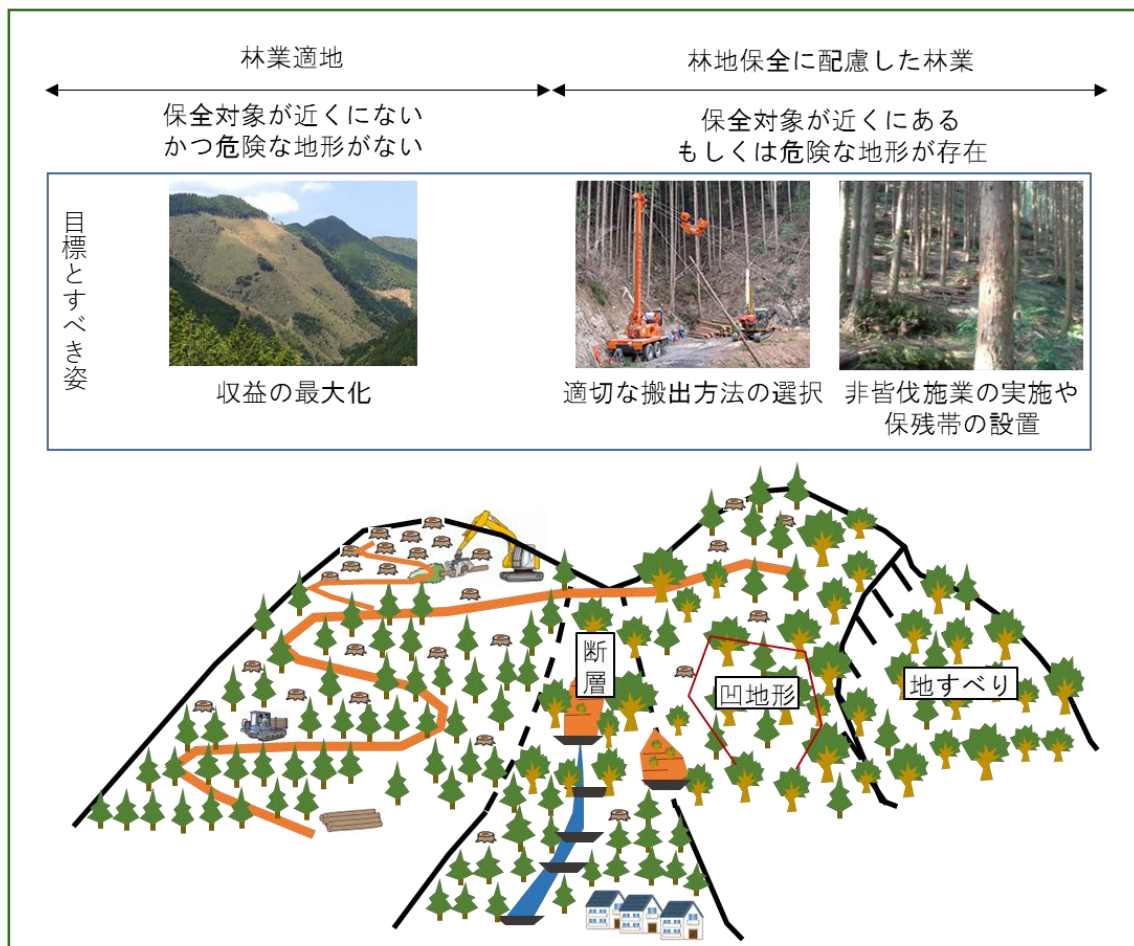 林業適地
林地保全に配慮した林業
保全対象が近くにない
かつ危険な地形がない
保全対象が近くにある
もしくは危険な地形が存在
目標とすべき姿
収益の最大化
適切な搬出方法の選択
非皆伐施業の実施や
保残帯の設置
断層
凹地形
地すべり